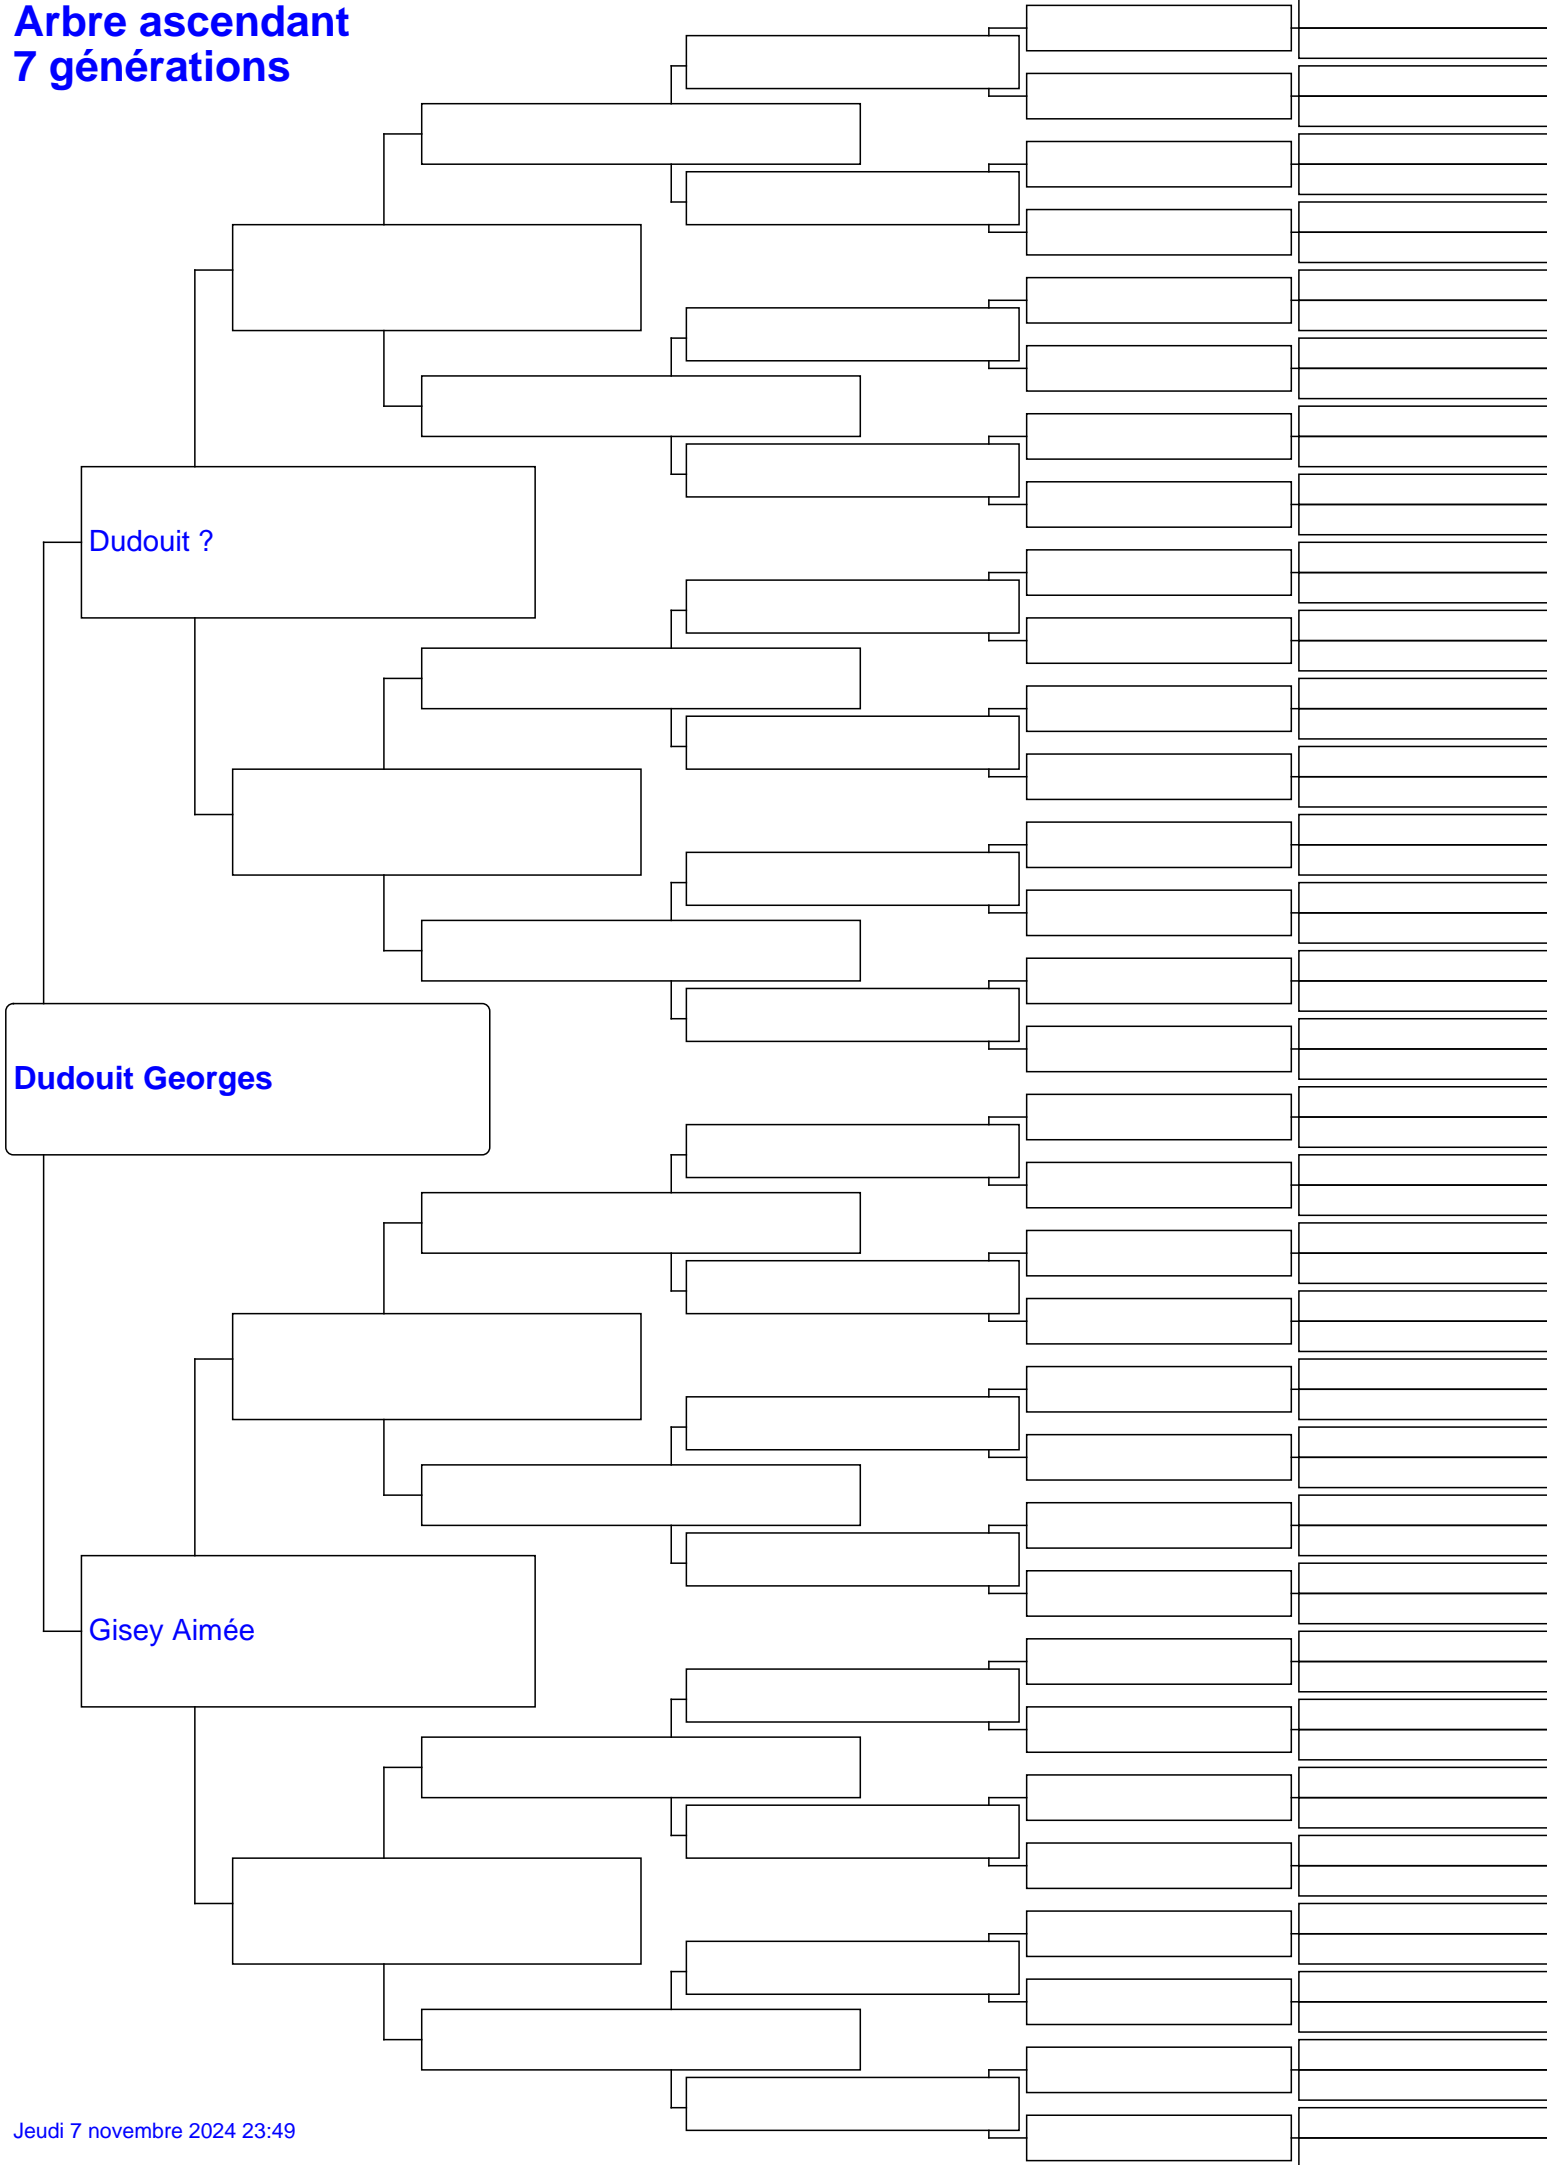 Arbre ascendant
7 générations
Dudouit ?
Dudouit Georges
Gisey Aimée
Jeudi 7 novembre 2024 23:49